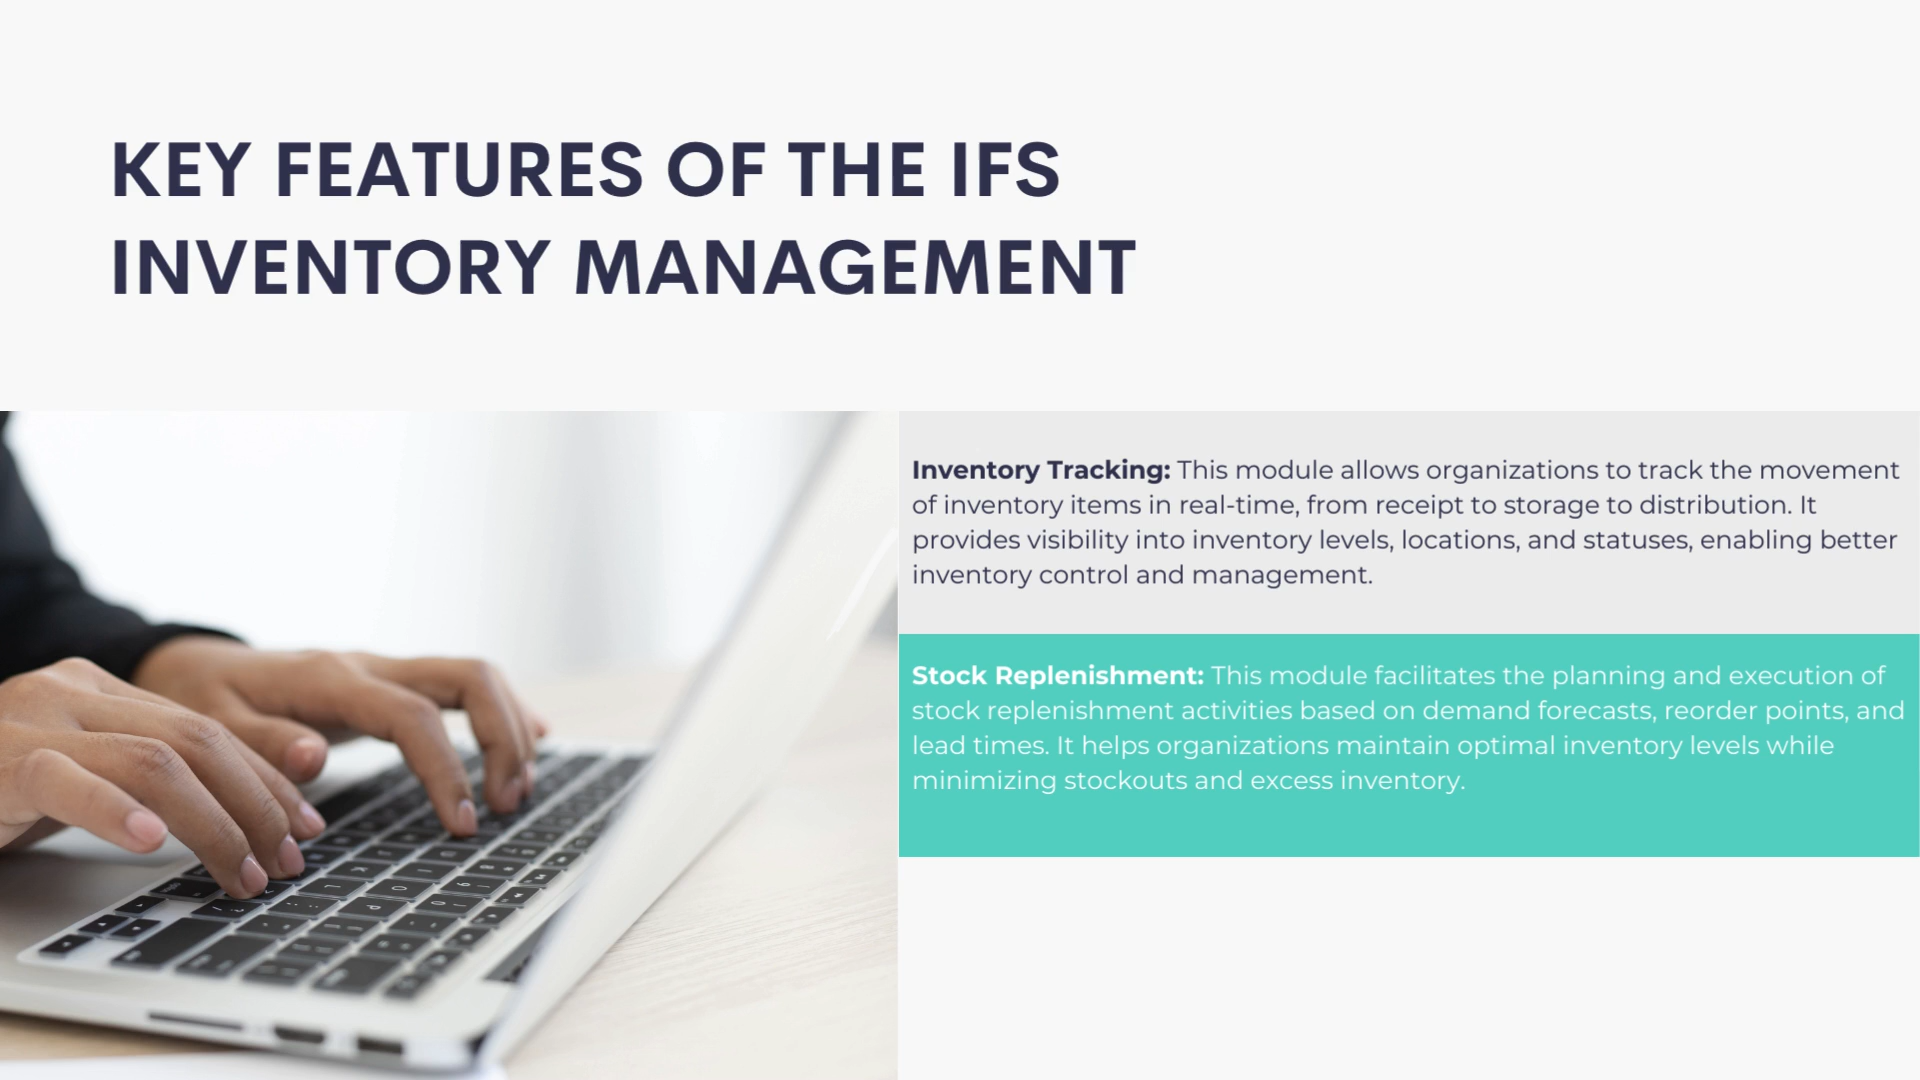 KEY FEATURES OF THE IFS
INVENTORY MANAGEMENT
Inventory Tracking: This module allows organizations to track the movement
of inventory items in real-time, from receipt to storage to distribution. It
provides visibility into inventory levels, locations, and statuses, enabling better
inventory control and management.
Stock Replenishment: This module facilitates the planning and execution of
stock replenishment activities based on demand forecasts, reorder points, and
lead times. It helps organizations maintain optimal inventory levels while
minimizing stockouts and excess inventory.